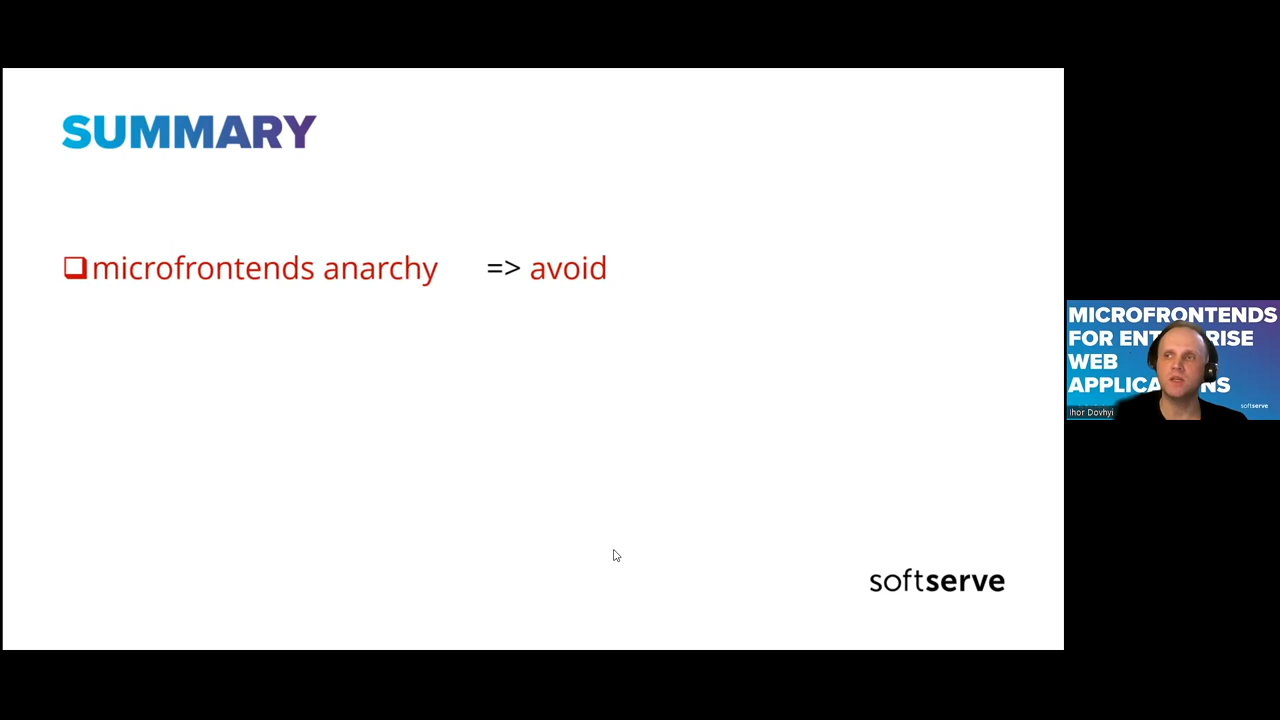 SUMMARY
microfrontends anarchy => avoid
softserve
MICROFRONTENDS
FOR ENT RISE
WEB
APPLICA NS
softserve
Ihor Dovhyi